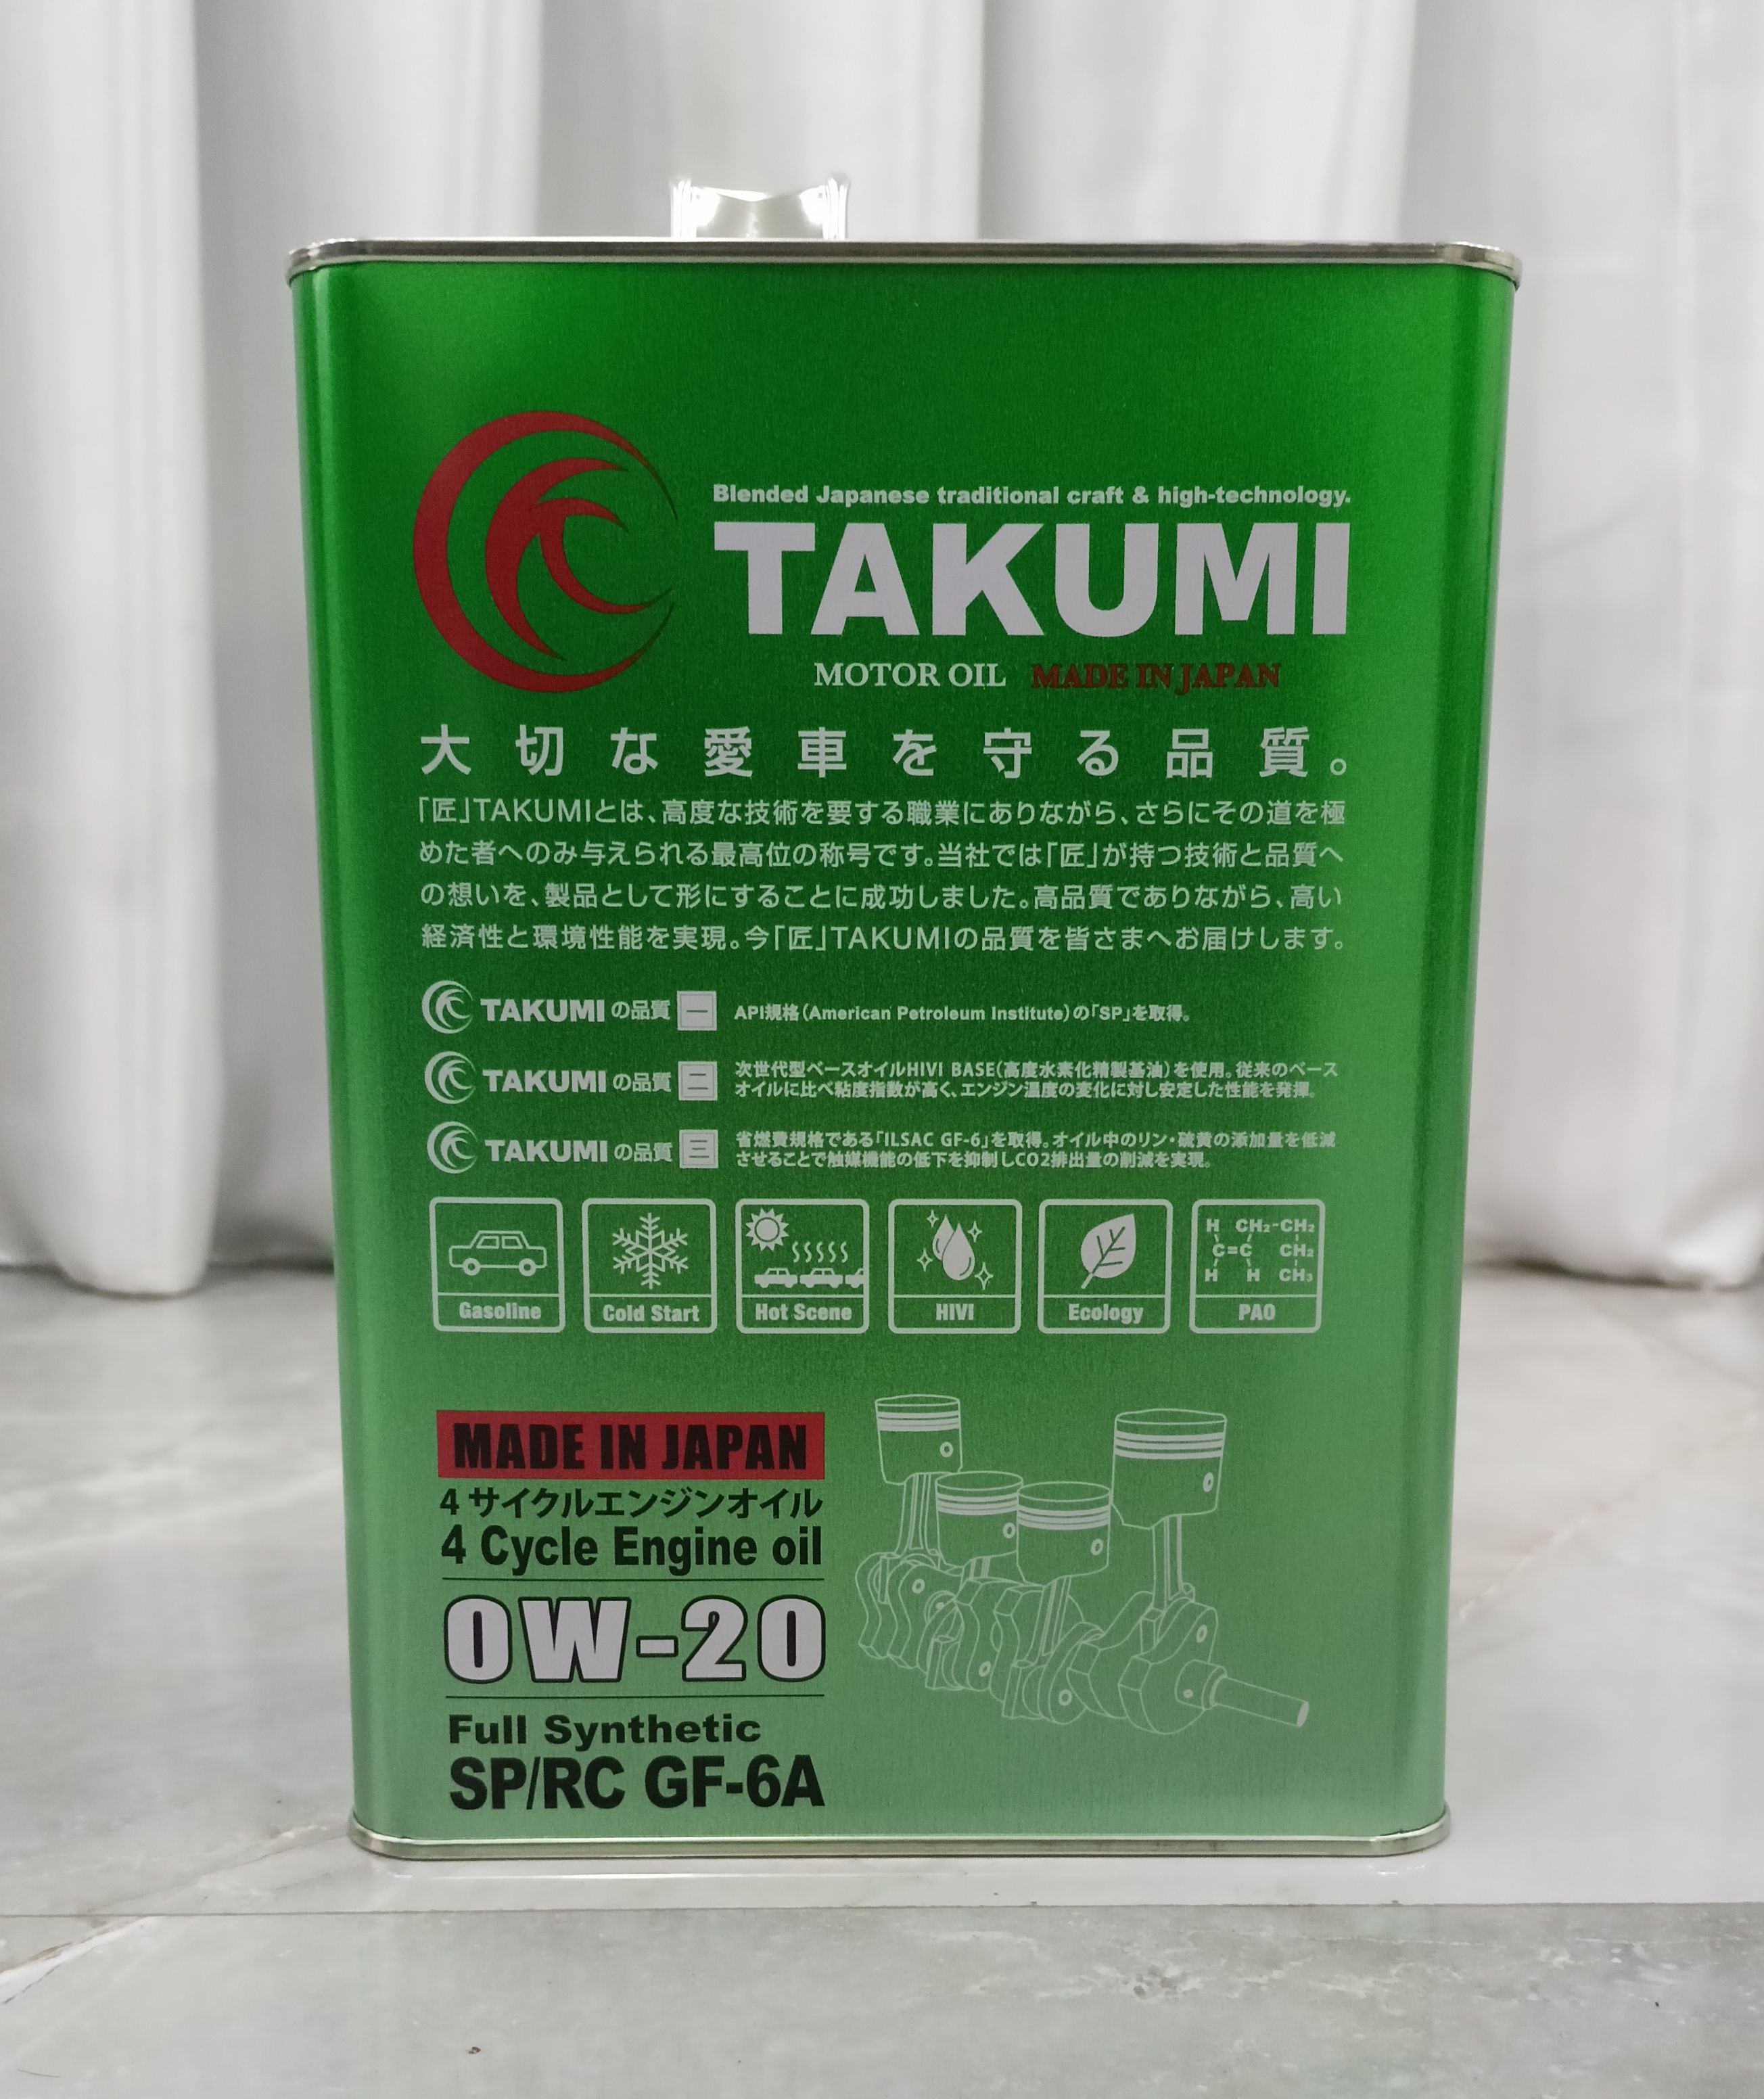 Blended Japanese traditional craft & high-technology.
TAKUMI
MOTOR OIL MADE IN JAPAN
大切な愛車を守る品質。
「匠」TAKUMIとは、高度な技術を要する職業にありながら、さらにその道を極
めた者へのみ与えられる最高位の称号です。当社では「匠」が持つ技術と品質へ
の想いを、製品として形にすることに成功しました。高品質でありながら、高い
経済性と環境性能を実現。今「匠」TAKUMIの品質を皆さまへお届けします。
TAKUMIの品質 一 API規格(American Petroleum Institute)の「SP」を取得。
TAKUMIの品質 二 次世代型ベースオイルHIVI BASE(高度水素化精製基油)を使用。従来のベース
オイルに比べ粘度指数が高く、エンジン温度の変化に対し安定した性能を発揮。
TAKUMIの品質 三 省燃費規格である「ILSAC GF-6」を取得。オイル中のリン・硫黄の添加量を低減
させることで触媒機能の低下を抑制しCO2排出量の削減を実現。
H CH₂-CH₂
C=C CH₂
H H CH₃
Gasoline Cold Start Hot Scene HIVI Ecology PAO
MADE IN JAPAN
4サイクルエンジンオイル
4 Cycle Engine oil
0W-20
Full Synthetic
SP/RC GF-6A